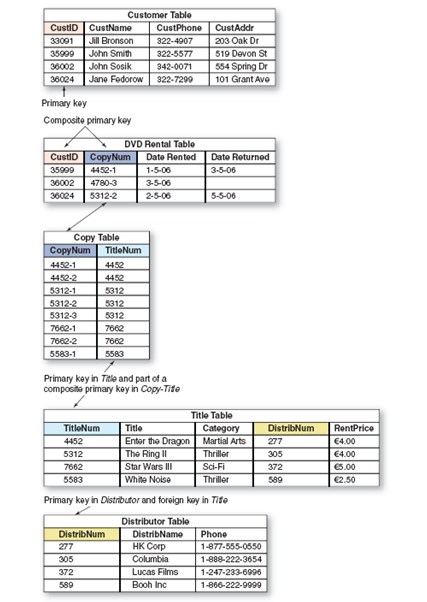 Customer Table
CustID CustName CustPhone CustAddr
33091 Jill Bronson 322-4907 203 Oak Dr
35999 John Smith 322-5577 519 Devon St
36002 John Sosik 342-0071 554 Spring Dr
36024 Jane Fedorow 322-7299 101 Grant Ave
Primary key
Composite primary key
DVD Rental Table
CustID CopyNum Date Rented Date Returned
35999 4452-1 1-5-06 3-5-06
36002 4780-3 3-5-06
36024 5312-2 2-5-06 5-5-06
Copy Table
CopyNum TitleNum
4452-1 4452
4452-2 4452
5312-1 5312
5312-2 5312
5312-3 5312
7662-1 7662
7662-2 7662
5583-1 5583
Primary key in Title and part of a
composite primary key in Copy-Title
Title Table
TitleNum Title Category DistribNum RentPrice
4452 Enter the Dragon Martial Arts 277 €4.00
5312 The Ring II Thriller 305 €4.00
7662 Star Wars III Sci-Fi 372 €5.00
5583 White Noise Thriller 589 €2.50
Primary key in Distributor and foreign key in Title
Distributor Table
DistribNum DistribName Phone
277 HK Corp 1-877-555-0550
305 Columbia 1-888-222-3654
372 Lucas Films 1-247-233-6996
589 Booh Inc 1-866-222-9999